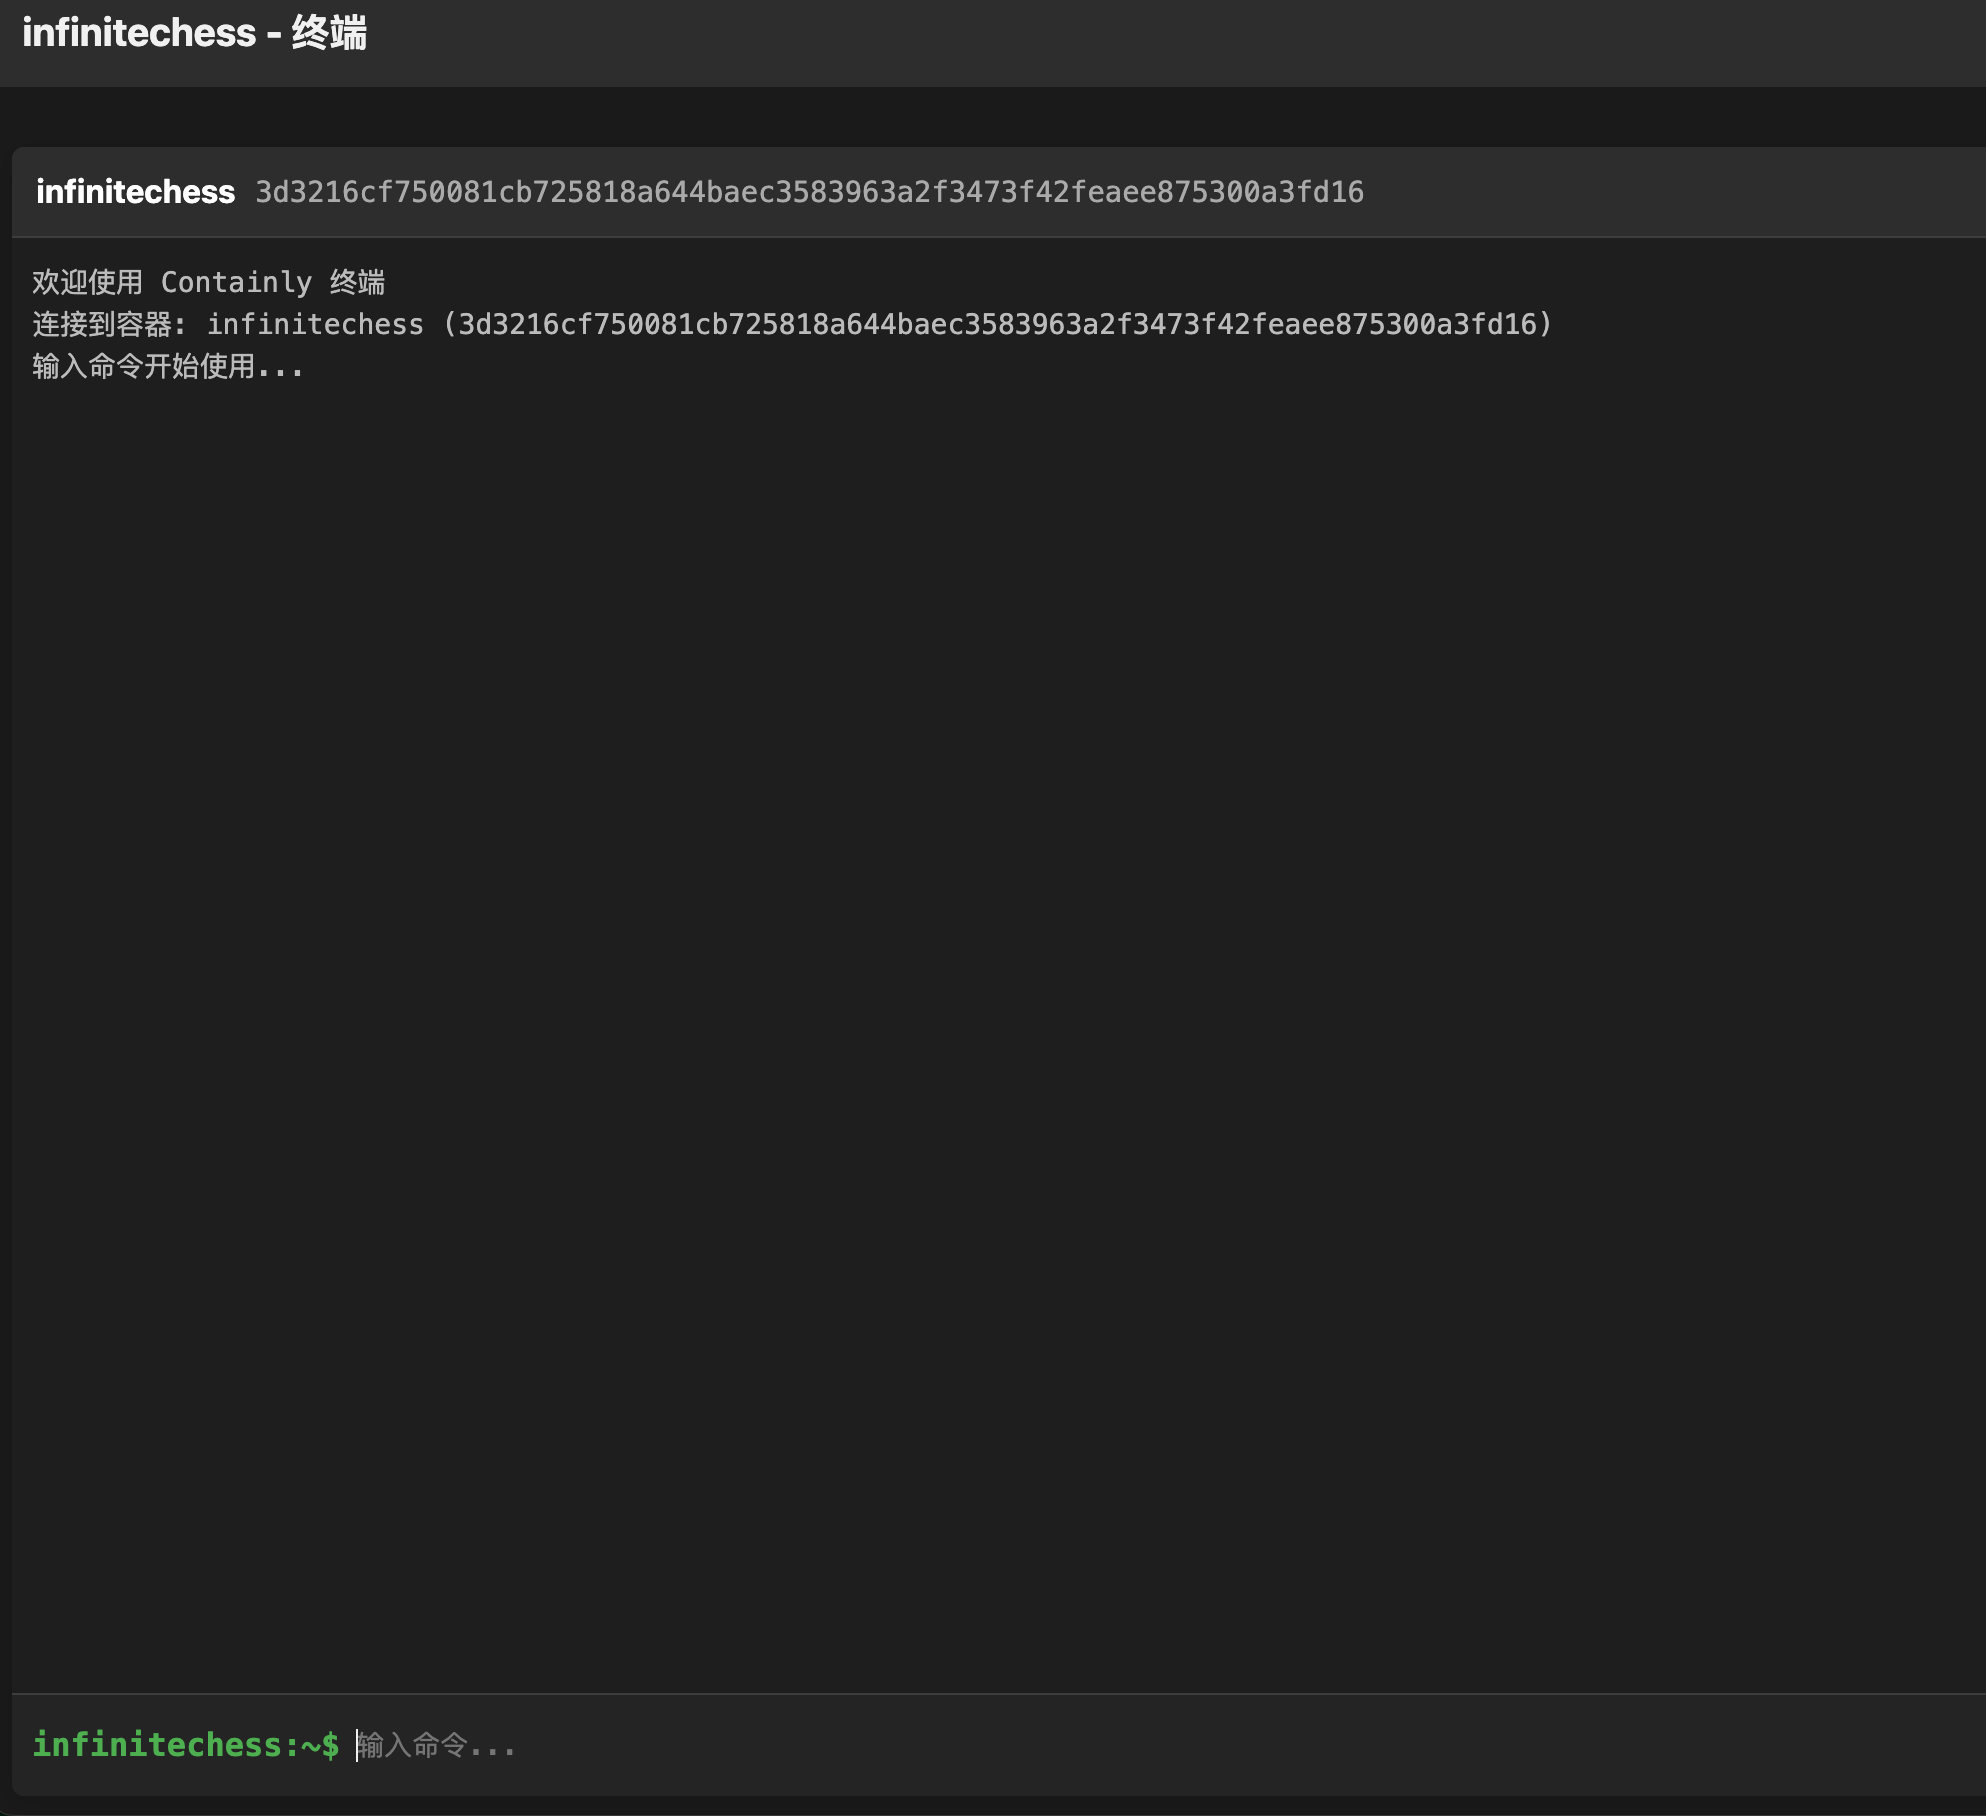 infinitechess - 终端
infinitechess 3d3216cf750081cb725818a644baec3583963a2f3473f42feaee875300a3fd16
欢迎使用 Containly 终端
连接到容器: infinitechess (3d3216cf750081cb725818a644baec3583963a2f3473f42feaee875300a3fd16)
输入命令开始使用...
infinitechess:~$ 输入命令...